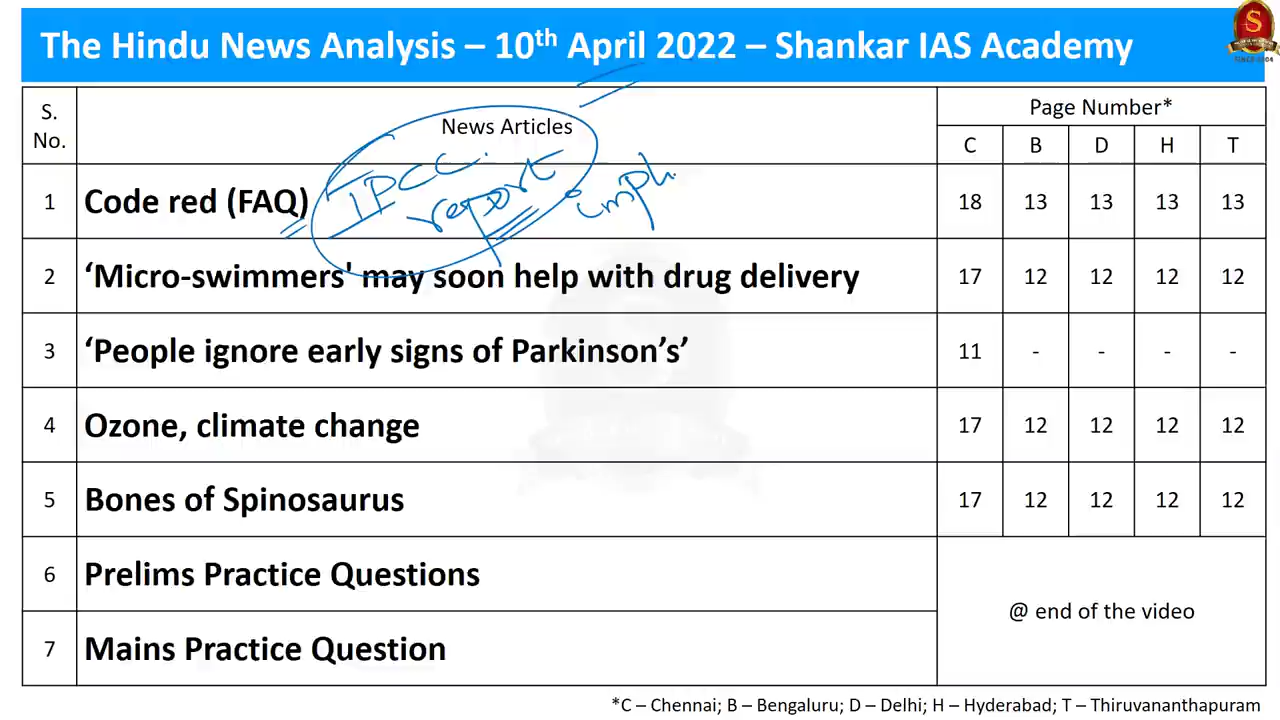 The Hindu News Analysis – 10th April 2022 – Shankar IAS Academy
S. No.
News Articles
Page Number*
C B D H T
1 Code red (FAQ) 18 13 13 13 13
IPCC report
2 ‘Micro-swimmers' may soon help with drug delivery 17 12 12 12 12
3 ‘People ignore early signs of Parkinson’s’ 11 - - - -
4 Ozone, climate change 17 12 12 12 12
5 Bones of Spinosaurus 17 12 12 12 12
6 Prelims Practice Questions
7 Mains Practice Question
@ end of the video
*C – Chennai; B – Bengaluru; D – Delhi; H – Hyderabad; T – Thiruvananthapuram